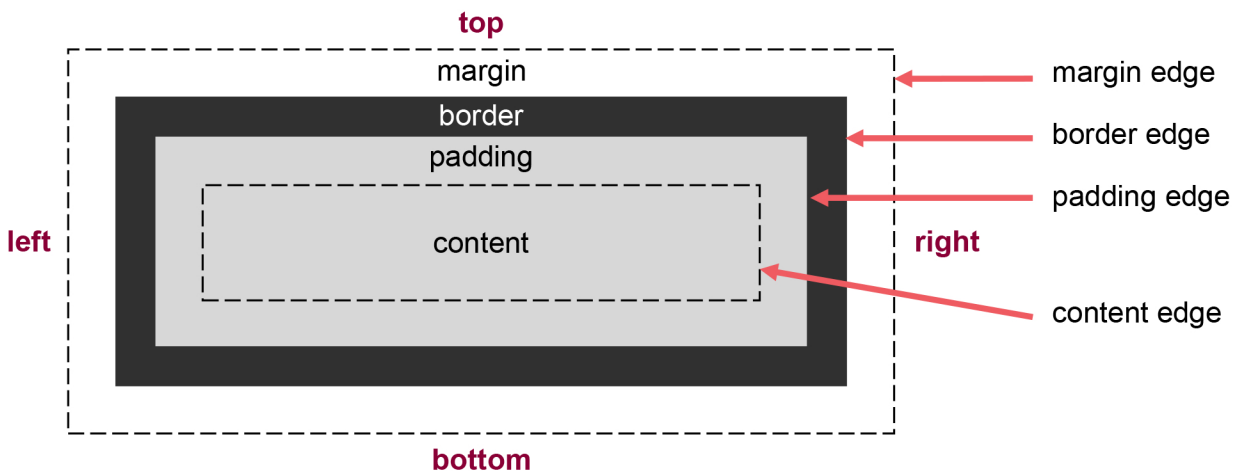 top
margin
margin edge
border
border edge
padding
padding edge
left
content
right
content edge
bottom